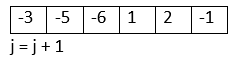 -3 -5 -6 1 2 -1
j = j + 1